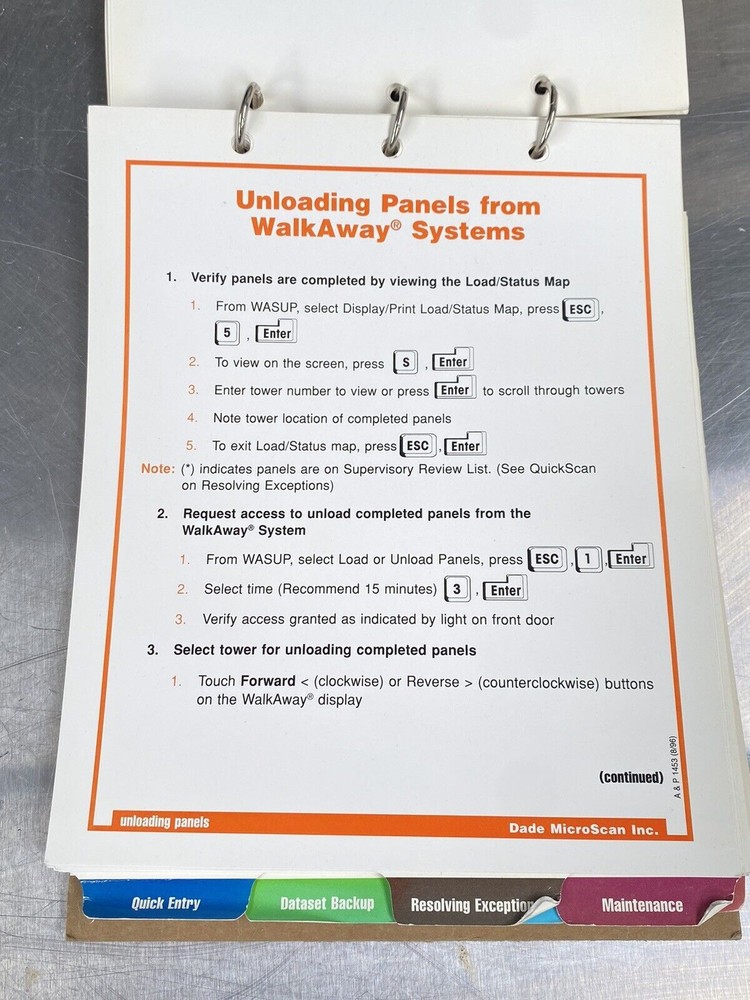 Unloading Panels from
WalkAway® Systems
1. Verify panels are completed by viewing the Load/Status Map
1. From WASUP, select Display/Print Load/Status Map, press ESC,
5, Enter
2. To view on the screen, press S, Enter
3. Enter tower number to view or press Enter to scroll through towers
4. Note tower location of completed panels
5. To exit Load/Status map, press ESC, Enter
Note: (*) indicates panels are on Supervisory Review List. (See QuickScan
on Resolving Exceptions)
2. Request access to unload completed panels from the
WalkAway® System
1. From WASUP, select Load or Unload Panels, press ESC, 1, Enter
2. Select time (Recommend 15 minutes) 3, Enter
3. Verify access granted as indicated by light on front door
3. Select tower for unloading completed panels
1. Touch Forward < (clockwise) or Reverse > (counterclockwise) buttons
on the WalkAway® display
(continued)
A & P 1453 (8/96)
unloading panels
Dade MicroScan Inc.
Quick Entry
Dataset Backup
Resolving Exception
Maintenance